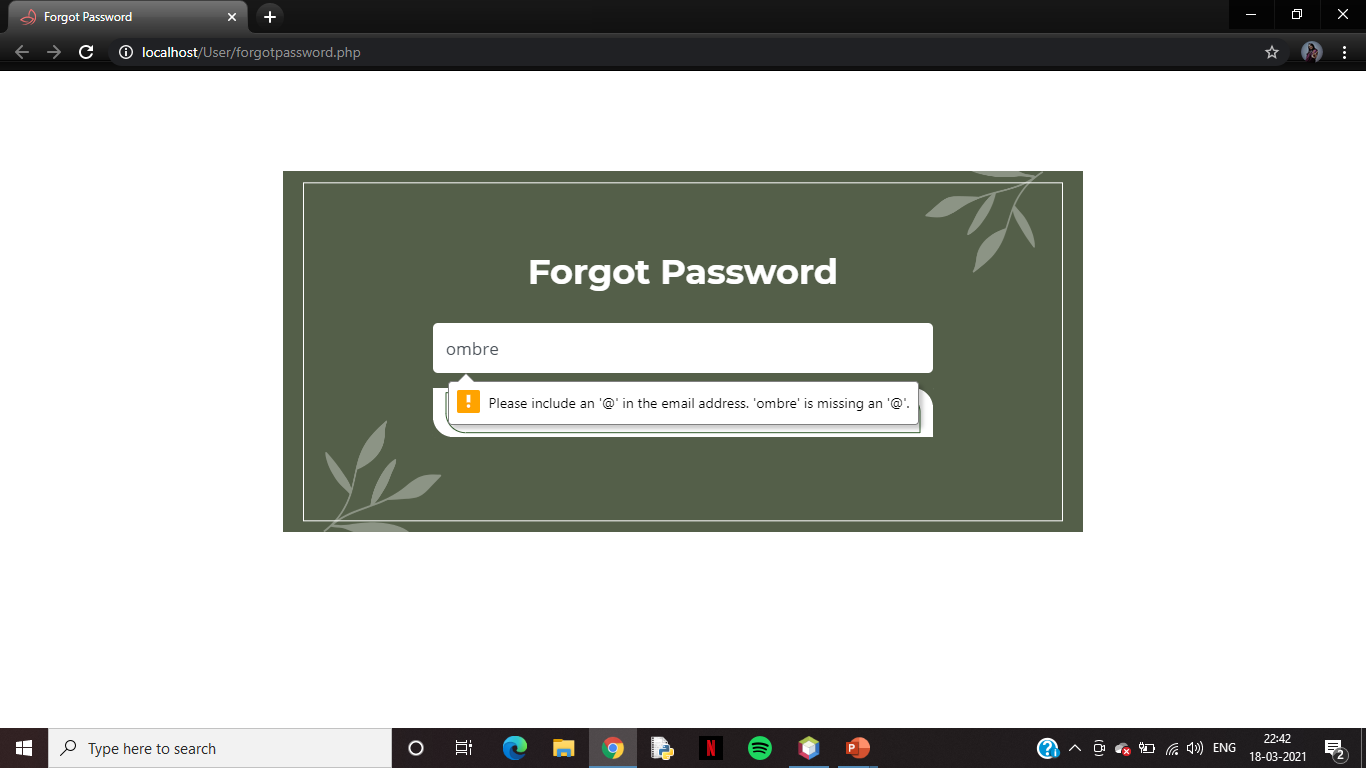 Forgot Password
localhost/User/forgotpassword.php
Forgot Password
ombre
Please include an '@' in the email address. 'ombre' is missing an '@'.
Type here to search
N
P
ENG
22:42
18-03-2021
2